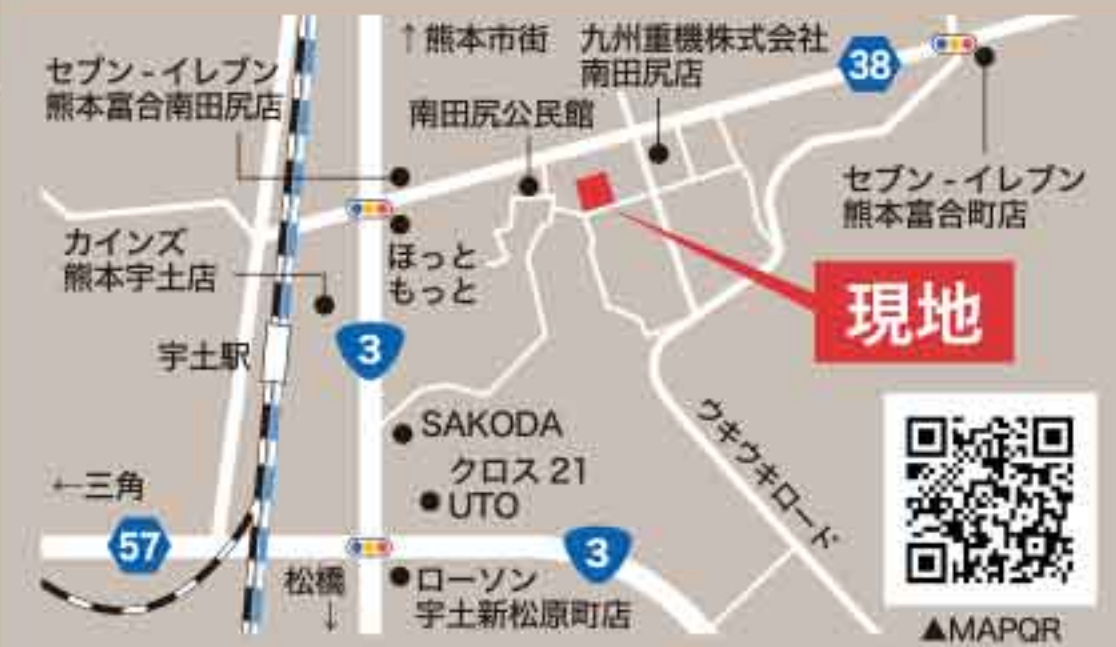 ↑熊本市街
九州重機株式会社
南田尻店
38
セブン-イレブン
熊本富合南田尻店
南田尻公民館
セブン-イレブン
熊本富合町店
カインズ
熊本宇土店
ほっと
もっと
現地
宇土駅
3
SAKODA
ウキウキロード
クロス21
UTO
←三角
57
3
松橋
↓
ローソン
宇土新松原町店
▲MAPQR